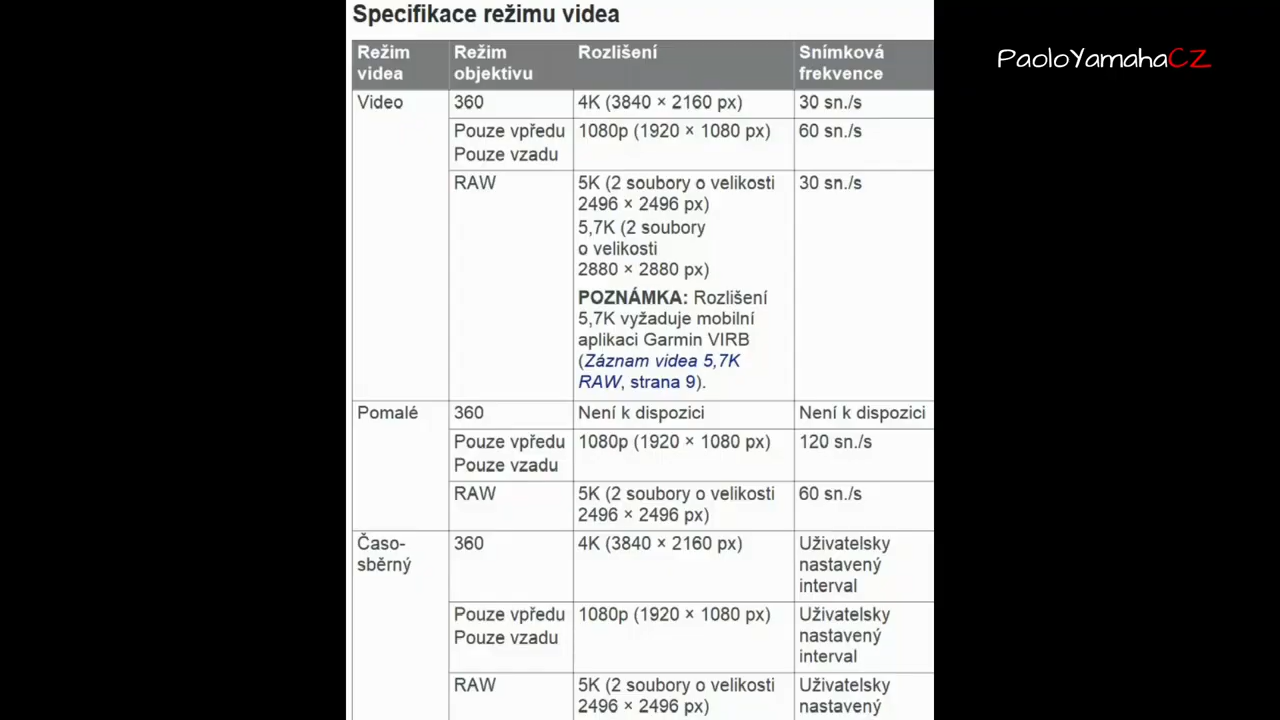 Specifikace režimu videa
PaoloYamahaCZ
Režim videa Režim objektivu Rozlišení Snímková frekvence
Video 360 4K (3840 × 2160 px) 30 sn./s
Pouze vpředu 1080p (1920 × 1080 px) 60 sn./s
Pouze vzadu
RAW 5K (2 soubory o velikosti 30 sn./s
2496 × 2496 px)
5,7K (2 soubory
o velikosti
2880 × 2880 px)
POZNÁMKA: Rozlišení
5,7K vyžaduje mobilní
aplikaci Garmin VIRB
(Záznam videa 5,7K
RAW, strana 9).
Pomalé 360 Není k dispozici Není k dispozici
Pouze vpředu 1080p (1920 × 1080 px) 120 sn./s
Pouze vzadu
RAW 5K (2 soubory o velikosti 60 sn./s
2496 × 2496 px)
Časo- 360 4K (3840 × 2160 px) Uživatelsky
sběrný nastavený
interval
Pouze vpředu 1080p (1920 × 1080 px) Uživatelsky
Pouze vzadu nastavený
interval
RAW 5K (2 soubory o velikosti Uživatelsky
2496 × 2496 px) nastavený